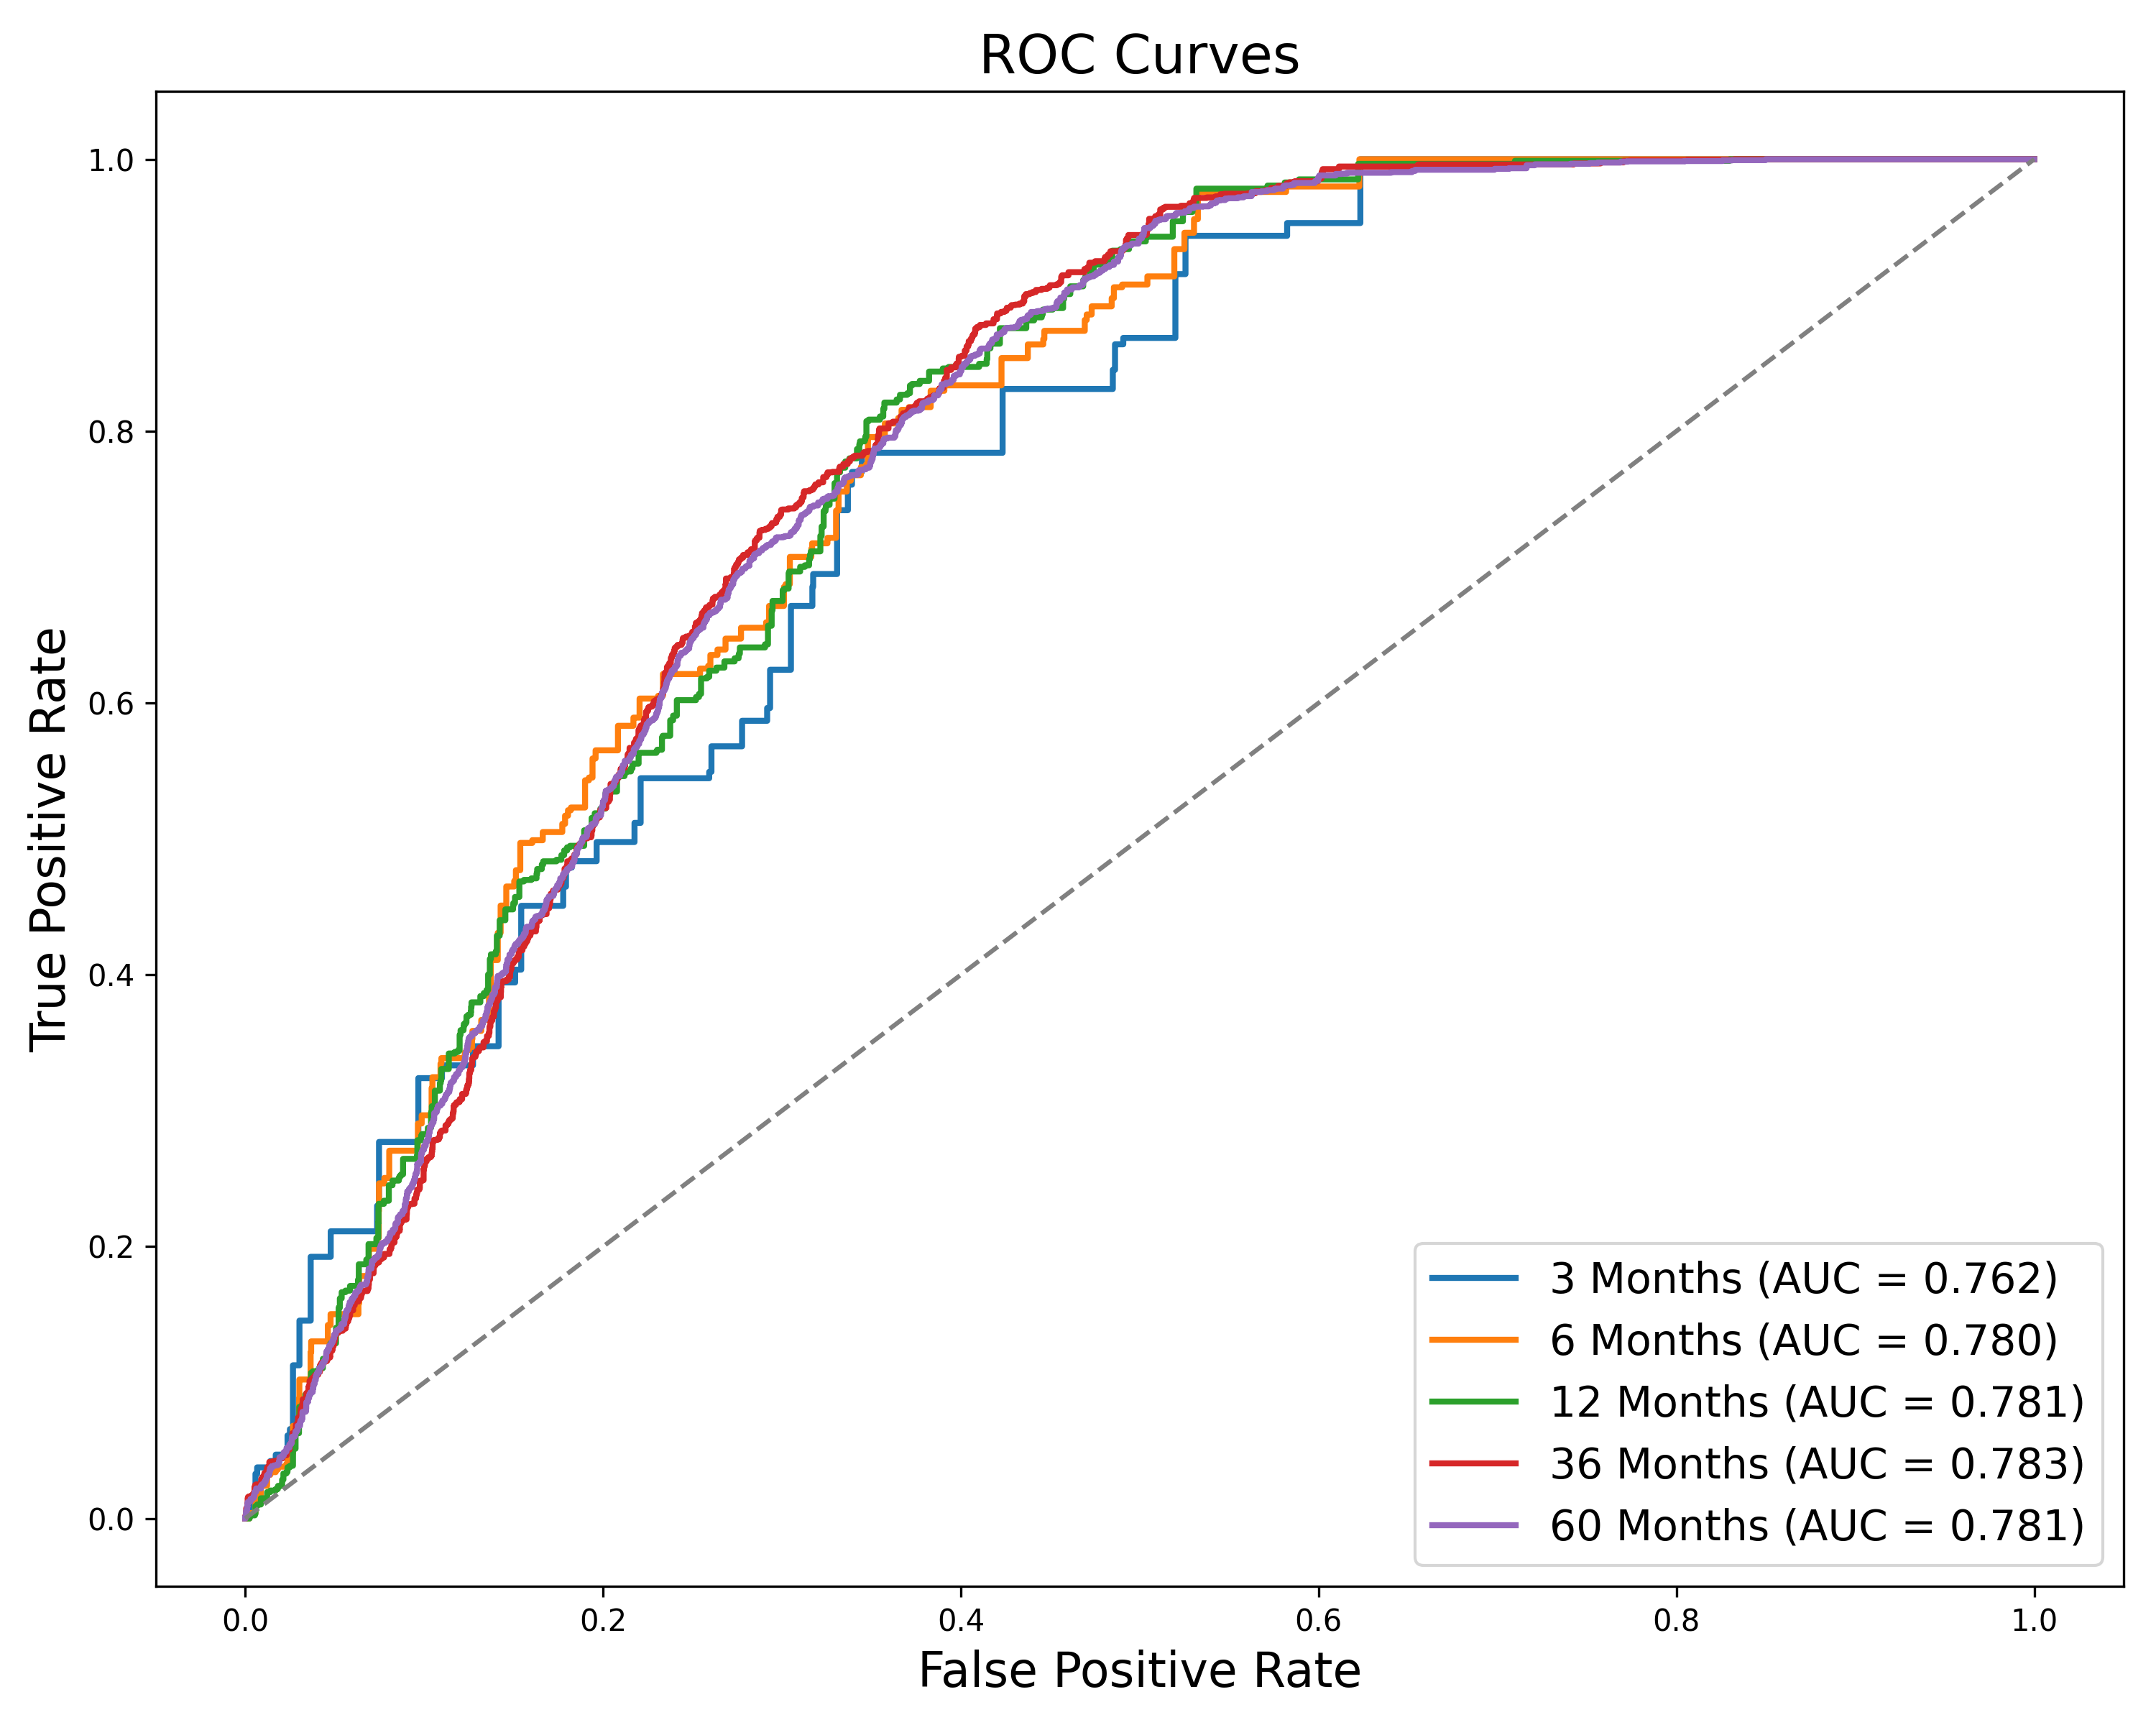 ROC Curves
True Positive Rate
1.0
0.8
0.6
0.4
0.2
0.0
0.0 0.2 0.4 0.6 0.8 1.0
False Positive Rate
3 Months (AUC = 0.762)
6 Months (AUC = 0.780)
12 Months (AUC = 0.781)
36 Months (AUC = 0.783)
60 Months (AUC = 0.781)